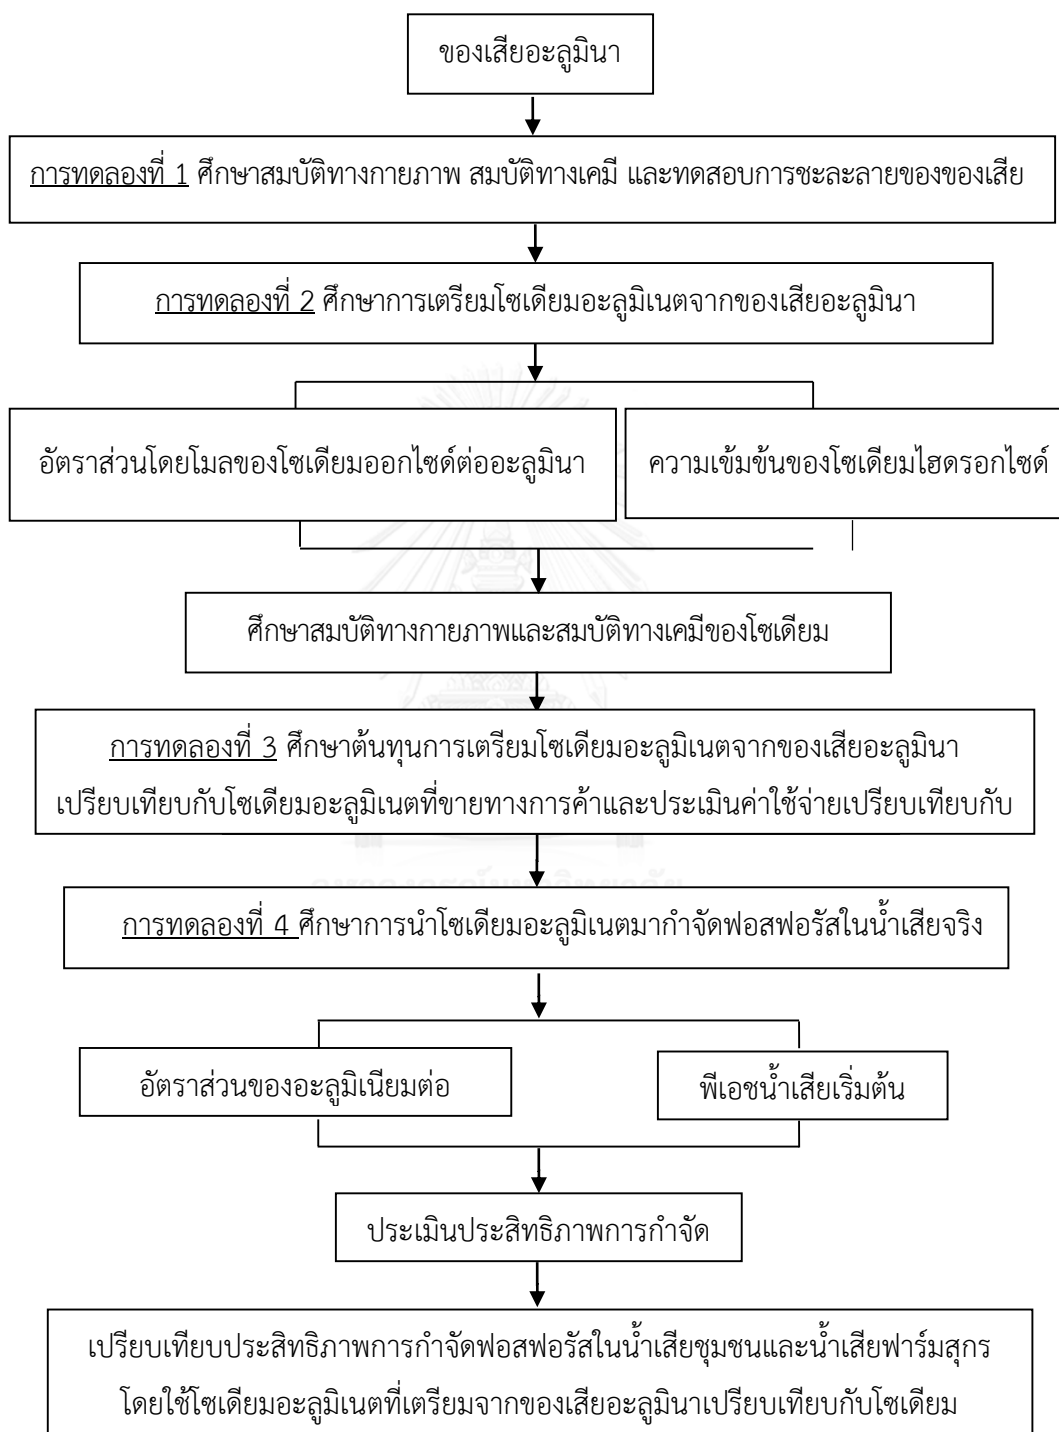 ของเสียอะลูมินา
การทดลองที่ 1 ศึกษาสมบัติทางกายภาพ สมบัติทางเคมี และทดสอบการชะละลายของของเสีย
การทดลองที่ 2 ศึกษาการเตรียมโซเดียมอะลูมิเนตจากของเสียอะลูมินา
อัตราส่วนโดยโมลของโซเดียมออกไซด์ต่ออะลูมินา
ความเข้มข้นของโซเดียมไฮดรอกไซด์
ศึกษาสมบัติทางกายภาพและสมบัติทางเคมีของโซเดียม
การทดลองที่ 3 ศึกษาต้นทุนการเตรียมโซเดียมอะลูมิเนตจากของเสียอะลูมินา
เปรียบเทียบกับโซเดียมอะลูมิเนตที่ขายทางการค้าและประเมินค่าใช้จ่ายเปรียบเทียบกับ
จุฬาลงกรณ์มหาวิทยาลัย
การทดลองที่ 4 ศึกษาการนำโซเดียมอะลูมิเนตมากำจัดฟอสฟอรัสในน้ำเสียจริง
อัตราส่วนของอะลูมิเนียมต่อ
พีเอชน้ำเสียเริ่มต้น
ประเมินประสิทธิภาพการกำจัด
เปรียบเทียบประสิทธิภาพการกำจัดฟอสฟอรัสในน้ำเสียชุมชนและน้ำเสียฟาร์มสุกร
โดยใช้โซเดียมอะลูมิเนตที่เตรียมจากของเสียอะลูมินาเปรียบเทียบกับโซเดียม